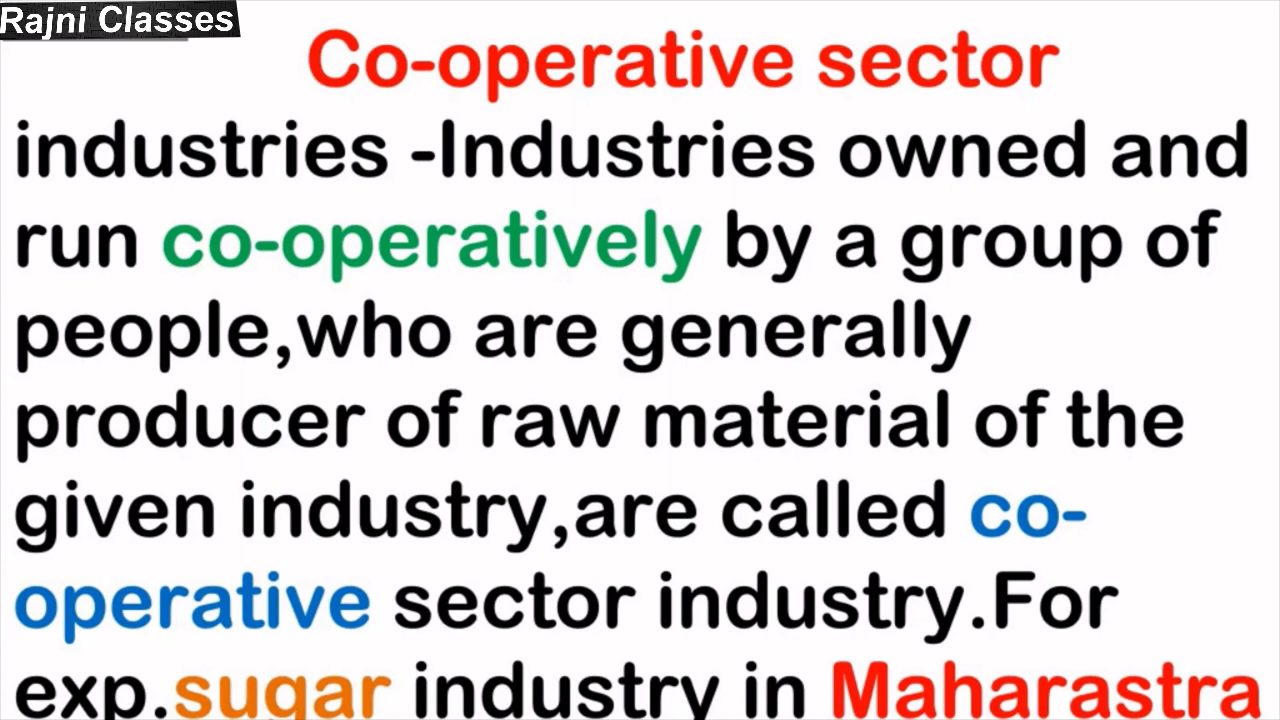 Rajni Classes
Co-operative sector
industries -Industries owned and
run co-operatively by a group of
people,who are generally
producer of raw material of the
given industry,are called co-
operative sector industry.For
exp.sugar industry in Maharastra